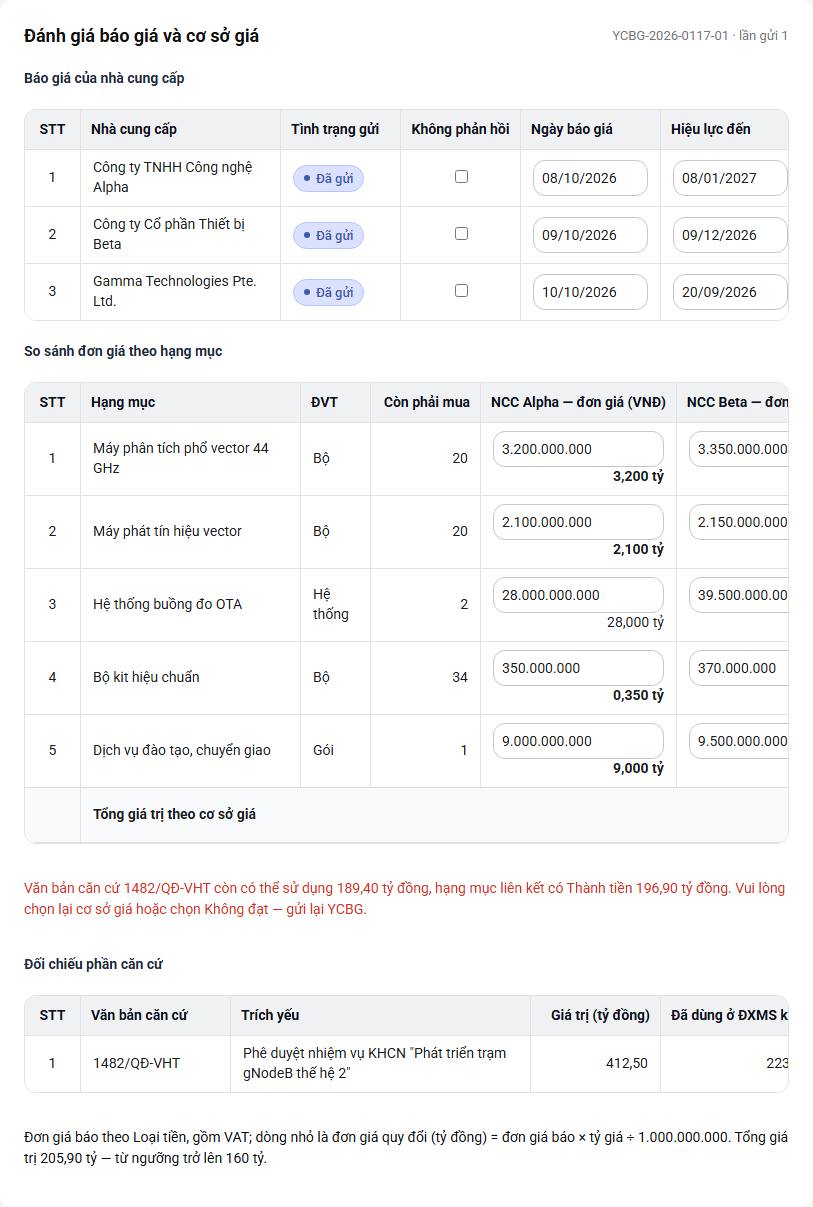 Đánh giá báo giá và cơ sở giá
YCBG-2026-0117-01 · lần gửi 1
Báo giá của nhà cung cấp
STT Nhà cung cấp Tình trạng gửi Không phản hồi Ngày báo giá Hiệu lực đến
1 Công ty TNHH Công nghệ Alpha Đã gửi 08/10/2026 08/01/2027
2 Công ty Cổ phần Thiết bị Beta Đã gửi 09/10/2026 09/12/2026
3 Gamma Technologies Pte. Ltd. Đã gửi 10/10/2026 20/09/2026
So sánh đơn giá theo hạng mục
STT Hạng mục ĐVT Còn phải mua NCC Alpha — đơn giá (VNĐ) NCC Beta — đơn
1 Máy phân tích phổ vector 44 GHz Bộ 20 3.200.000.000 3.350.000.000
3,200 tỷ
2 Máy phát tín hiệu vector Bộ 20 2.100.000.000 2.150.000.000
2,100 tỷ
3 Hệ thống buồng đo OTA Hệ thống 2 28.000.000.000 39.500.000.00
28,000 tỷ
4 Bộ kit hiệu chuẩn Bộ 34 350.000.000 370.000.000
0,350 tỷ
5 Dịch vụ đào tạo, chuyển giao Gói 1 9.000.000.000 9.500.000.000
9,000 tỷ
Tổng giá trị theo cơ sở giá
Văn bản căn cứ 1482/QĐ-VHT còn có thể sử dụng 189,40 tỷ đồng, hạng mục liên kết có Thành tiền 196,90 tỷ đồng. Vui lòng
chọn lại cơ sở giá hoặc chọn Không đạt — gửi lại YCBG.
Đối chiếu phần căn cứ
STT Văn bản căn cứ Trích yếu Giá trị (tỷ đồng) Đã dùng ở ĐXMS k
1 1482/QĐ-VHT Phê duyệt nhiệm vụ KHCN "Phát triển trạm gNodeB thế hệ 2" 412,50 223
Đơn giá báo theo Loại tiền, gồm VAT; dòng nhỏ là đơn giá quy đổi (tỷ đồng) = đơn giá báo × tỷ giá ÷ 1.000.000.000. Tổng giá
trị 205,90 tỷ — từ ngưỡng trở lên 160 tỷ.